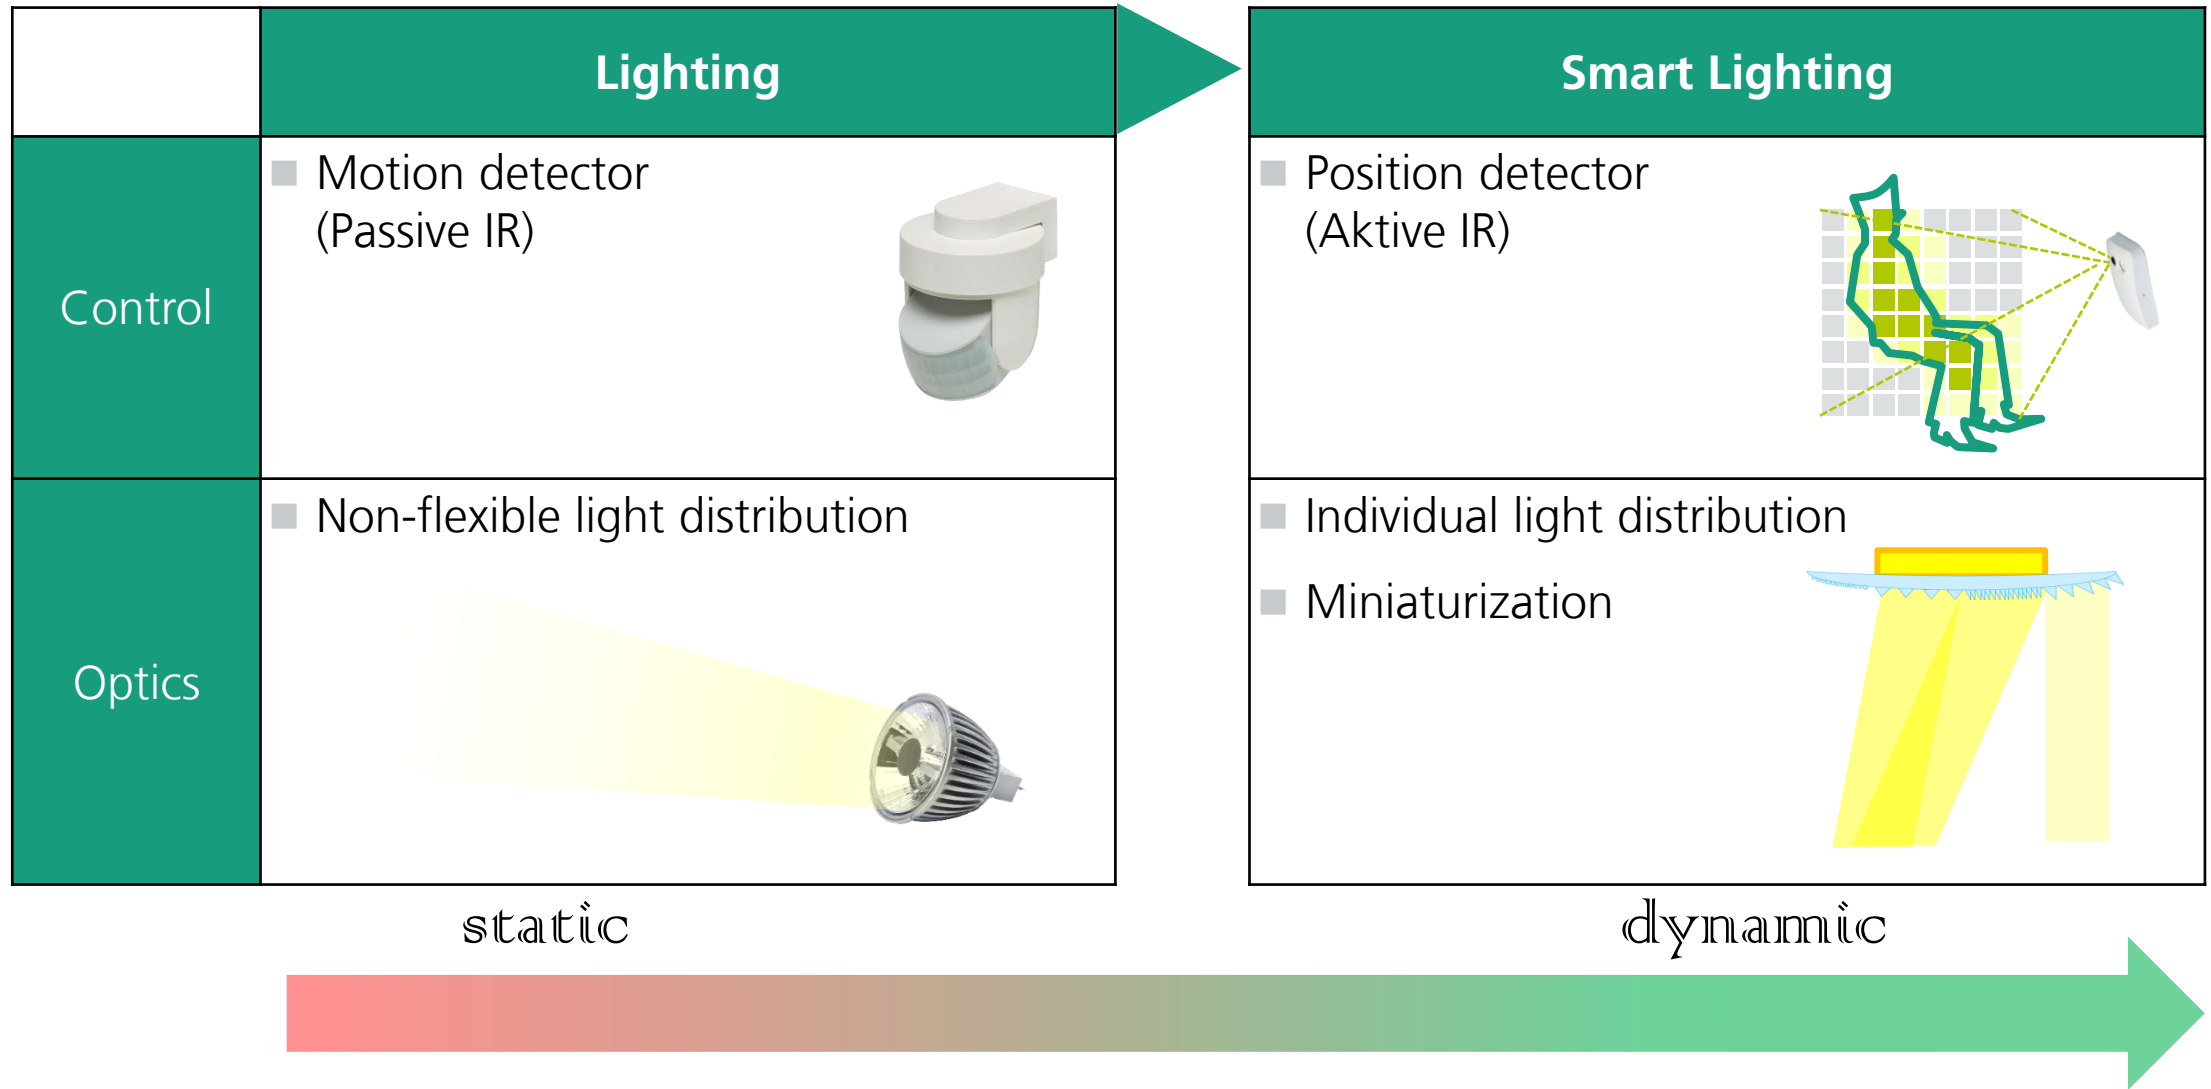 Lighting
Smart Lighting
Control
Motion detector
(Passive IR)
Position detector
(Aktive IR)
Optics
Non-flexible light distribution
Individual light distribution
Miniaturization
static
dynamic